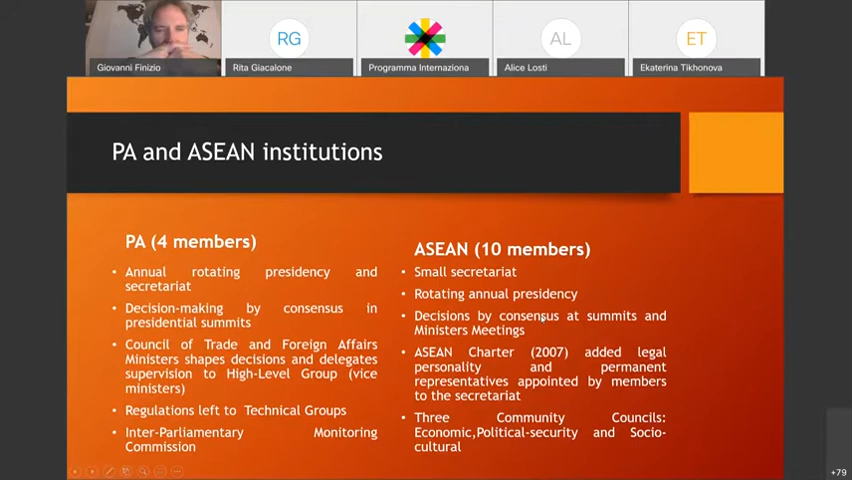 RG
AL
ET
Giovanni Finizio
Rita Giacalone
Programma Internaziona
Alice Losti
Ekaterina Tikhonova
PA and ASEAN institutions
PA (4 members)
• Annual rotating presidency and
secretariat
• Decision-making by consensus in
presidential summits
• Council of Trade and Foreign Affairs
Ministers shapes decisions and delegates
supervision to High-Level Group (vice
ministers)
• Regulations left to Technical Groups
• Inter-Parliamentary Monitoring
Commission
ASEAN (10 members)
• Small secretariat
• Rotating annual presidency
• Decisions by consensus at summits and
Ministers Meetings
• ASEAN Charter (2007) added legal
personality and permanent
representatives appointed by members
to the secretariat
• Three Community Councils:
Economic,Political-security and Socio-
cultural
+79